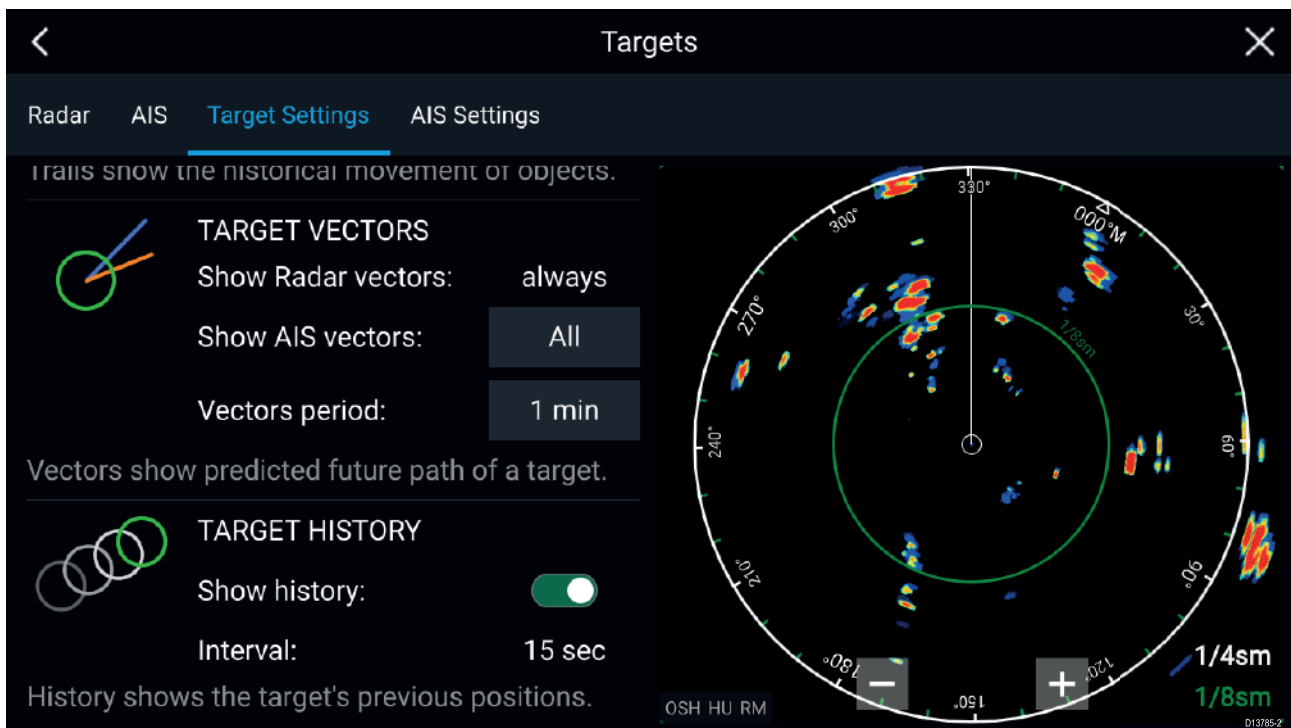 Targets
Radar AIS Target Settings AIS Settings
Trails show the historical movement of objects.
TARGET VECTORS
Show Radar vectors: always
Show AIS vectors: All
Vectors period: 1 min
Vectors show predicted future path of a target.
TARGET HISTORY
Show history:
Interval: 15 sec
History shows the target's previous positions.
330°
000°M
30°
60°
90°
120°
150°
180°
210°
240°
270°
300°
1/8sm
1/4sm
1/8sm
OSH HU RM
D13785-2